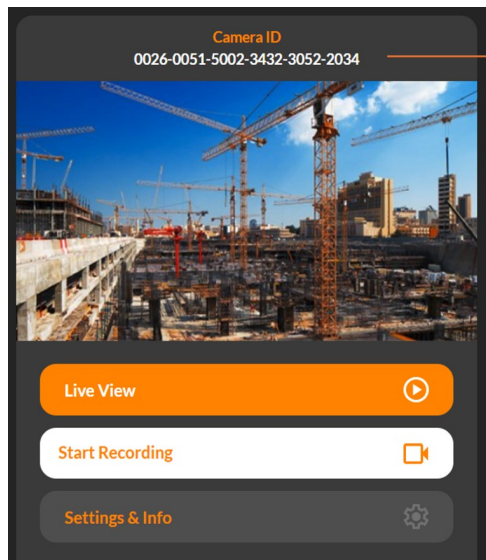 Camera ID
0026-0051-5002-3432-3052-2034
Live View
Start Recording
Settings & Info